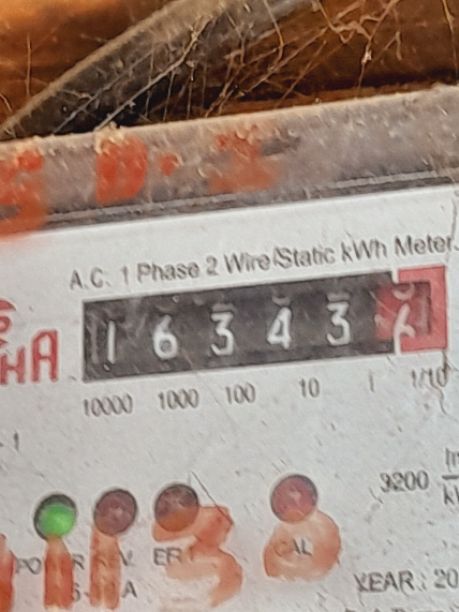 A.C. 1 Phase 2 Wire Static kWh Meter
HA
1 6 3 4 3
10000 1000 100 10 1 1/10
3200
CAL
YEAR : 20